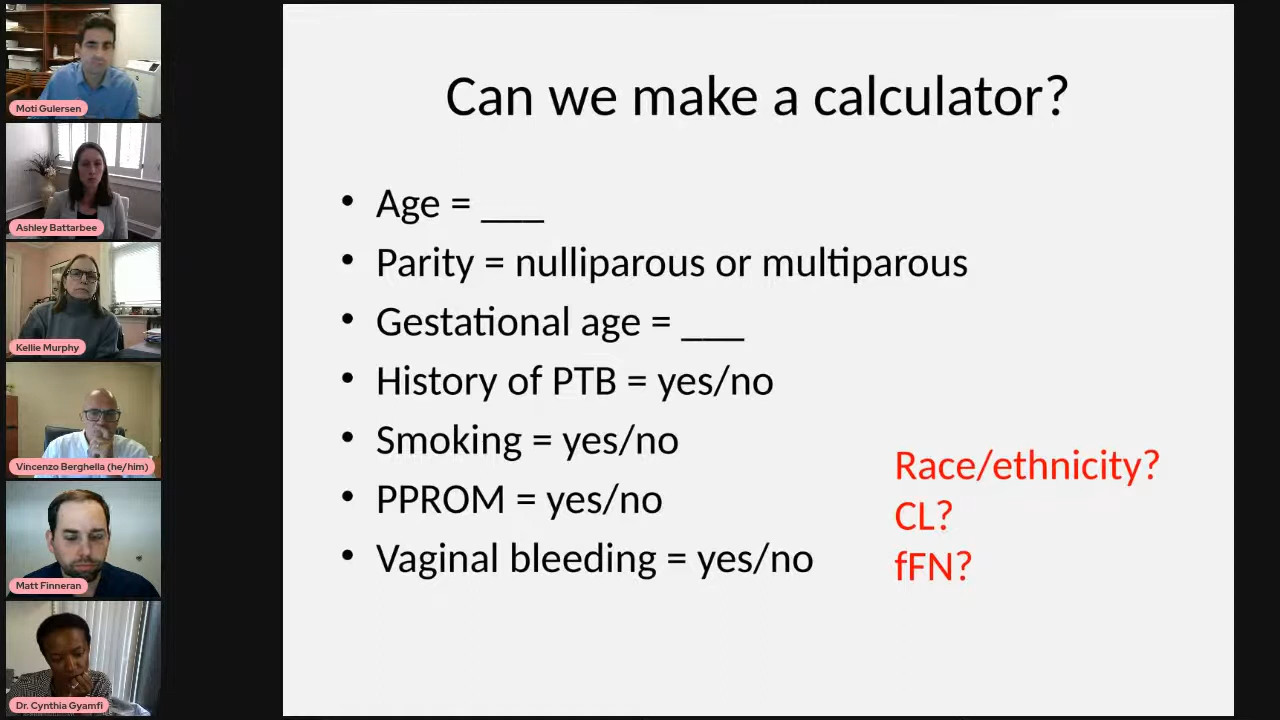 Moti Gulersen
Ashley Battarbee
Kellie Murphy
Vincenzo Berghella (he/him)
Matt Finneran
Dr. Cynthia Gyamfi
Can we make a calculator?
• Age = ___
• Parity = nulliparous or multiparous
• Gestational age = ___
• History of PTB = yes/no
• Smoking = yes/no
• PPROM = yes/no
• Vaginal bleeding = yes/no
Race/ethnicity?
CL?
fFN?